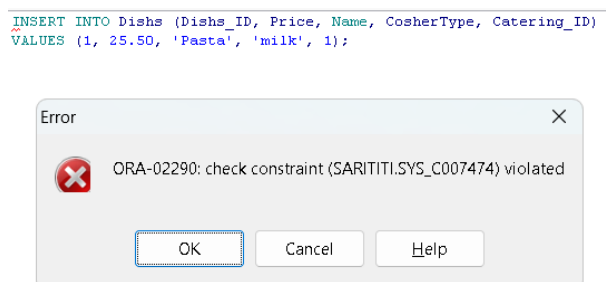 INSERT INTO Dishs (Dishs_ID, Price, Name, CosherType, Catering_ID)
VALUES (1, 25.50, 'Pasta', 'milk', 1);
Error
ORA-02290: check constraint (SARITITI.SYS_C007474) violated
OK Cancel Help